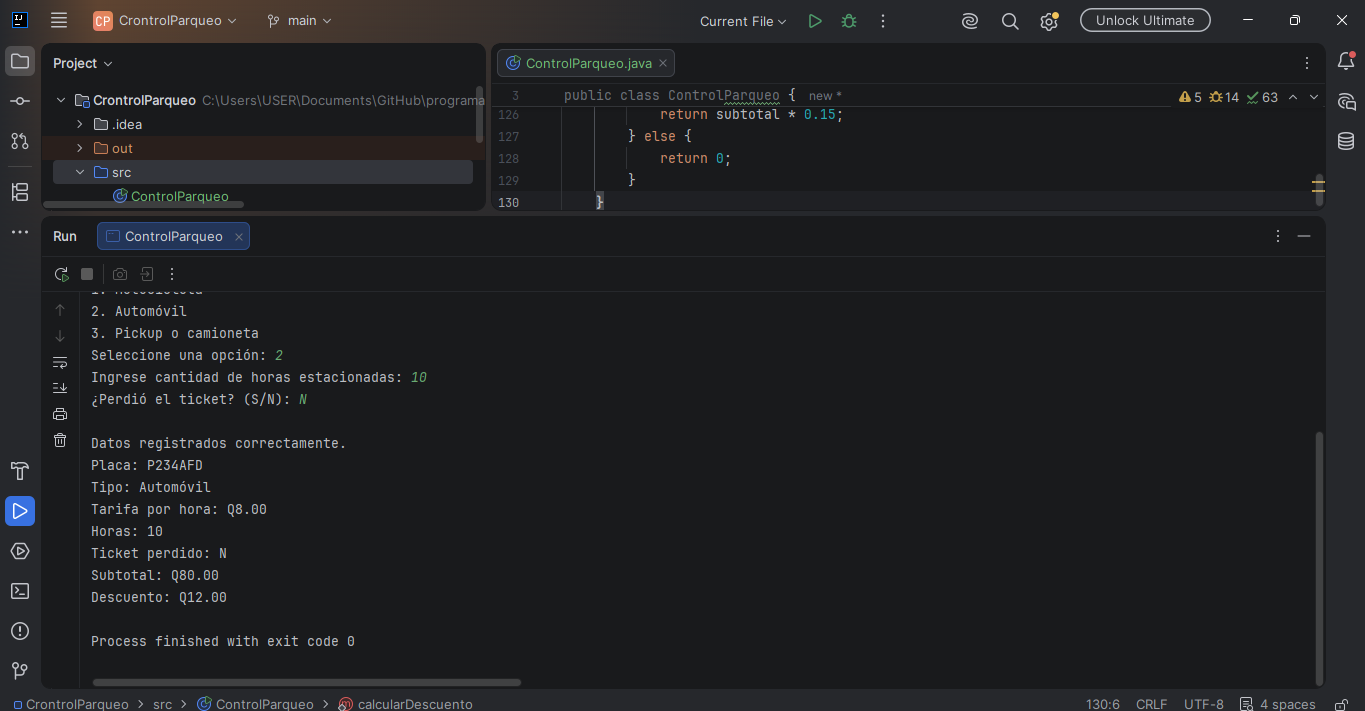 CP CrontrolParqueo main Current File Unlock Ultimate
Project
CrontrolParqueo C:\Users\USER\Documents\GitHub\programa
.idea
out
src
ControlParqueo
ControlParqueo.java
3 public class ControlParqueo { new *
5 14 63
126 return subtotal * 0.15;
127 } else {
128 return 0;
129 }
130 }
Run ControlParqueo
2. Automóvil
3. Pickup o camioneta
Seleccione una opción: 2
Ingrese cantidad de horas estacionadas: 10
¿Perdió el ticket? (S/N): N
Datos registrados correctamente.
Placa: P234AFD
Tipo: Automóvil
Tarifa por hora: Q8.00
Horas: 10
Ticket perdido: N
Subtotal: Q80.00
Descuento: Q12.00
Process finished with exit code 0
CrontrolParqueo > src > ControlParqueo > calcularDescuento 130:6 CRLF UTF-8 4 spaces